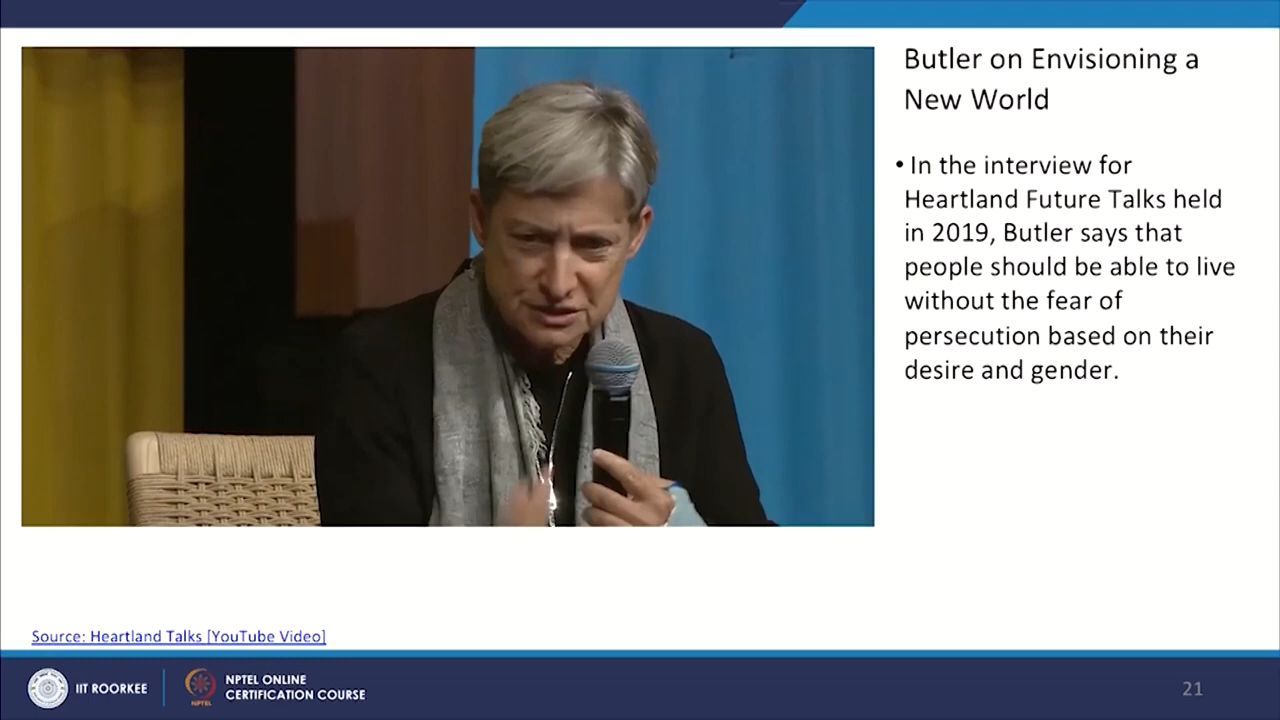 Butler on Envisioning a
New World
• In the interview for
Heartland Future Talks held
in 2019, Butler says that
people should be able to live
without the fear of
persecution based on their
desire and gender.
Source: Heartland Talks [YouTube Video]
IIT ROORKEE
NPTEL
NPTEL ONLINE
CERTIFICATION COURSE
21